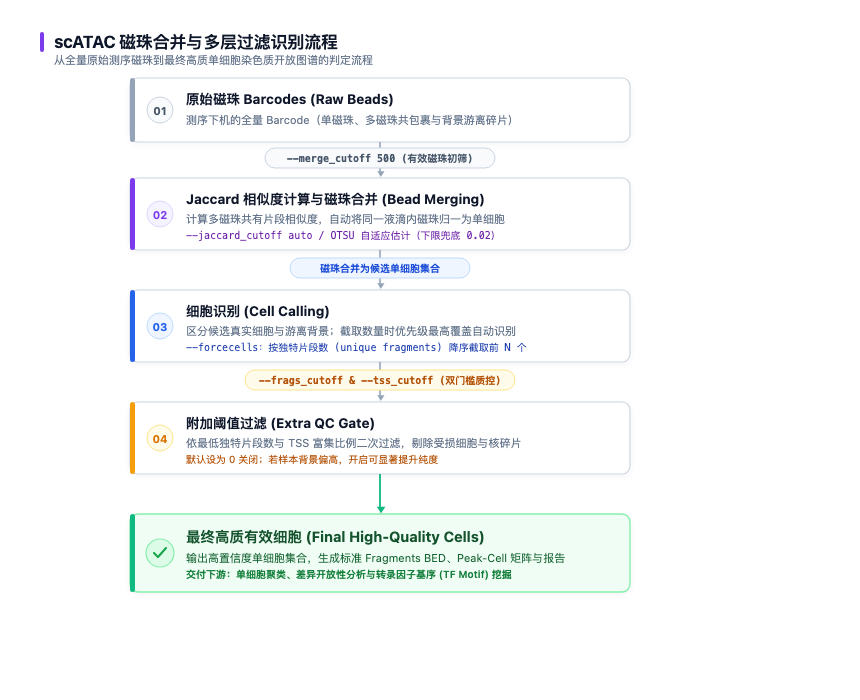 scATAC 磁珠合并与多层过滤识别流程
从全量原始测序磁珠到最终高质单细胞染色质开放图谱的判定流程
01
原始磁珠 Barcodes (Raw Beads)
测序下机的全量 Barcode（单磁珠、多磁珠共包裹与背景游离碎片）
--merge_cutoff 500 (有效磁珠初筛)
02
Jaccard 相似度计算与磁珠合并 (Bead Merging)
计算多磁珠共有片段相似度，自动将同一液滴内磁珠归一为单细胞
--jaccard_cutoff auto / OTSU 自适应估计 (下限兜底 0.02)
磁珠合并为候选单细胞集合
03
细胞识别 (Cell Calling)
区分候选真实细胞与游离背景；截取数量时优先级最高覆盖自动识别
--forcecells: 按独特片段数 (unique fragments) 降序截取前 N 个
--frags_cutoff & --tss_cutoff (双门槛质控)
04
附加阈值过滤 (Extra QC Gate)
依最低独特片段数与 TSS 富集比例二次过滤，剔除受损细胞与核碎片
默认设为 0 关闭；若样本背景偏高，开启可显著提升纯度
最终高质有效细胞 (Final High-Quality Cells)
输出高置信度单细胞集合，生成标准 Fragments BED、Peak-Cell 矩阵与报告
交付下游：单细胞聚类、差异开放性分析与转录因子基序 (TF Motif) 挖掘